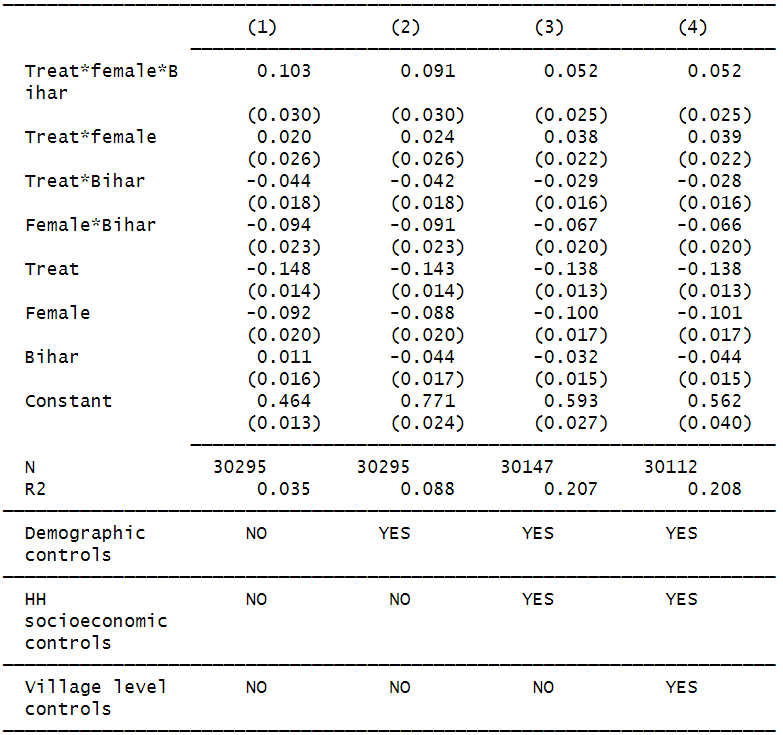 (1) (2) (3) (4)
Treat*female*B 0.103 0.091 0.052 0.052
ihar
(0.030) (0.030) (0.025) (0.025)
Treat*female 0.020 0.024 0.038 0.039
(0.026) (0.026) (0.022) (0.022)
Treat*Bihar -0.044 -0.042 -0.029 -0.028
(0.018) (0.018) (0.016) (0.016)
Female*Bihar -0.094 -0.091 -0.067 -0.066
(0.023) (0.023) (0.020) (0.020)
Treat -0.148 -0.143 -0.138 -0.138
(0.014) (0.014) (0.013) (0.013)
Female -0.092 -0.088 -0.100 -0.101
(0.020) (0.020) (0.017) (0.017)
Bihar 0.011 -0.044 -0.032 -0.044
(0.016) (0.017) (0.015) (0.015)
Constant 0.464 0.771 0.593 0.562
(0.013) (0.024) (0.027) (0.040)
N 30295 30295 30147 30112
R2 0.035 0.088 0.207 0.208
Demographic NO YES YES YES
controls
HH NO NO YES YES
socioeconomic
controls
Village level NO NO NO YES
controls